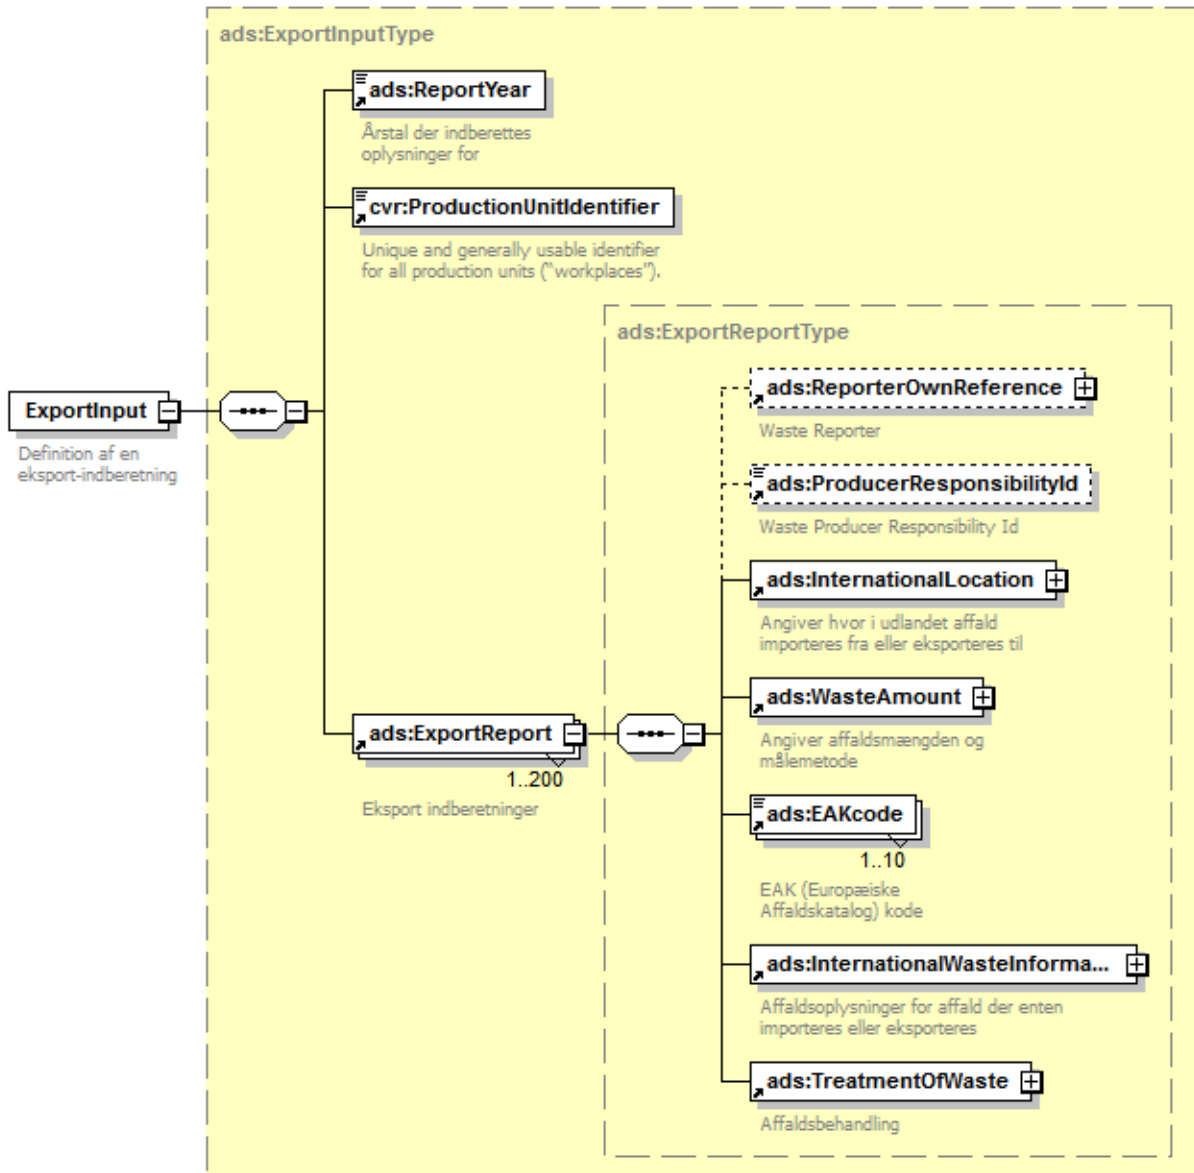 ads:ExportInputType
ads:ReportYear
Årstal der indberettes
oplysninger for
cvr:ProductionUnitIdentifier
Unique and generally usable identifier
for all production units ("workplaces").
ads:ExportReportType
ads:ReporterOwnReference
Waste Reporter
ExportInput
Definition af en
eksport-indberetning
ads:ProducerResponsibilityId
Waste Producer Responsibility Id
ads:InternationalLocation
Angiver hvor i udlandet affald
importeres fra eller eksporteres til
ads:WasteAmount
Angiver affaldsmængden og
målemetode
ads:ExportReport
1..200
Eksport indberetninger
ads:EAKcode
1..10
EAK (Europæiske
Affaldskatalog) kode
ads:InternationalWasteInforma...
Affaldsoplysninger for affald der enten
importeres eller eksporteres
ads:TreatmentOfWaste
Affaldsbehandling